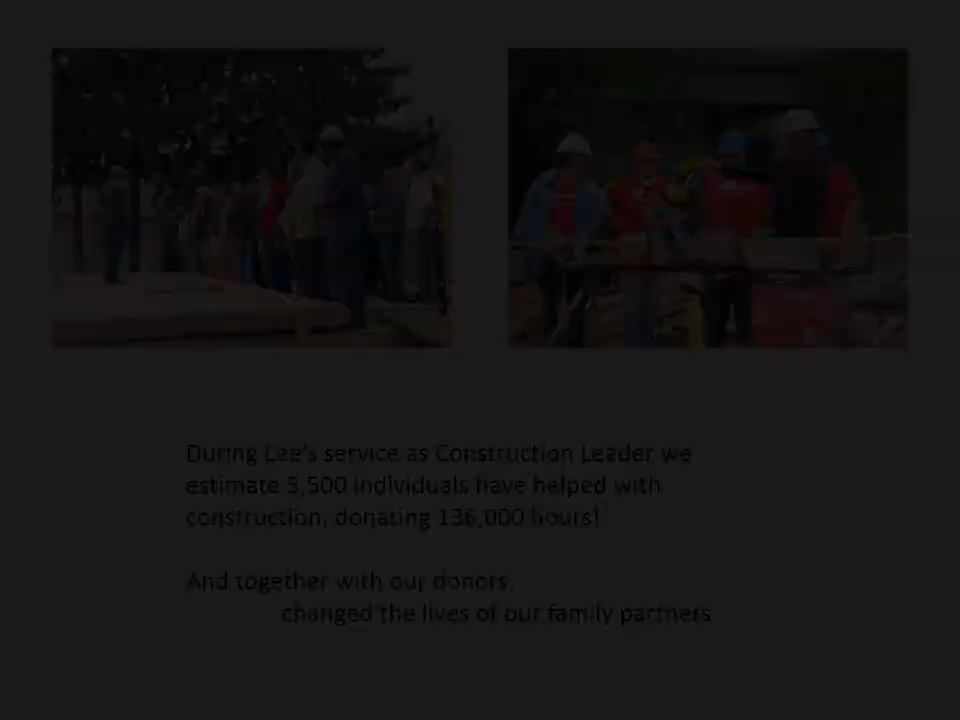 During Lee's service as Construction Leader we
estimate 5,500 individuals have helped with
construction, donating 136,000 hours!
And together with our donors,
changed the lives of our family partners